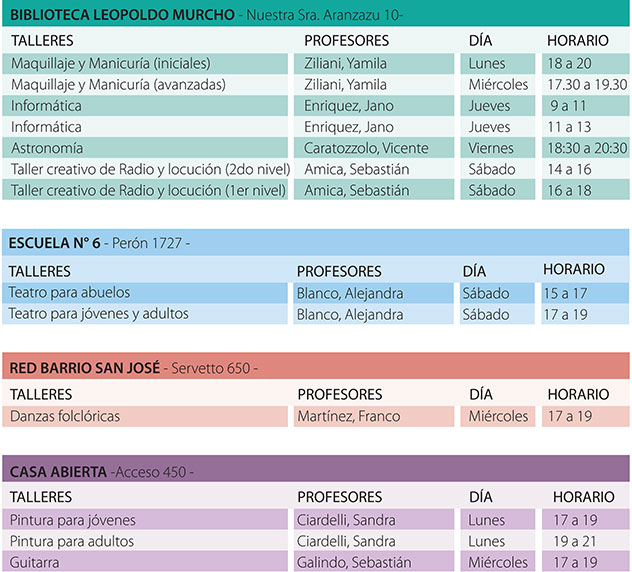 BIBLIOTECA LEOPOLDO MURCHO - Nuestra Sra. Aranzazu 10-
TALLERES PROFESORES DÍA HORARIO
Maquillaje y Manicuría (iniciales) Ziliani, Yamila Lunes 18 a 20
Maquillaje y Manicuría (avanzadas) Ziliani, Yamila Miércoles 17.30 a 19.30
Informática Enriquez, Jano Jueves 9 a 11
Informática Enriquez, Jano Jueves 11 a 13
Astronomía Caratozzolo, Vicente Viernes 18:30 a 20:30
Taller creativo de Radio y locución (2do nivel) Amica, Sebastián Sábado 14 a 16
Taller creativo de Radio y locución (1er nivel) Amica, Sebastián Sábado 16 a 18
ESCUELA N° 6 - Perón 1727 -
TALLERES PROFESORES DÍA HORARIO
Teatro para abuelos Blanco, Alejandra Sábado 15 a 17
Teatro para jóvenes y adultos Blanco, Alejandra Sábado 17 a 19
RED BARRIO SAN JOSÉ - Servetto 650 -
TALLERES PROFESORES DÍA HORARIO
Danzas folclóricas Martínez, Franco Miércoles 17 a 19
CASA ABIERTA -Acceso 450 -
TALLERES PROFESORES DÍA HORARIO
Pintura para jóvenes Ciardelli, Sandra Lunes 17 a 19
Pintura para adultos Ciardelli, Sandra Lunes 19 a 21
Guitarra Galindo, Sebastián Miércoles 17 a 19